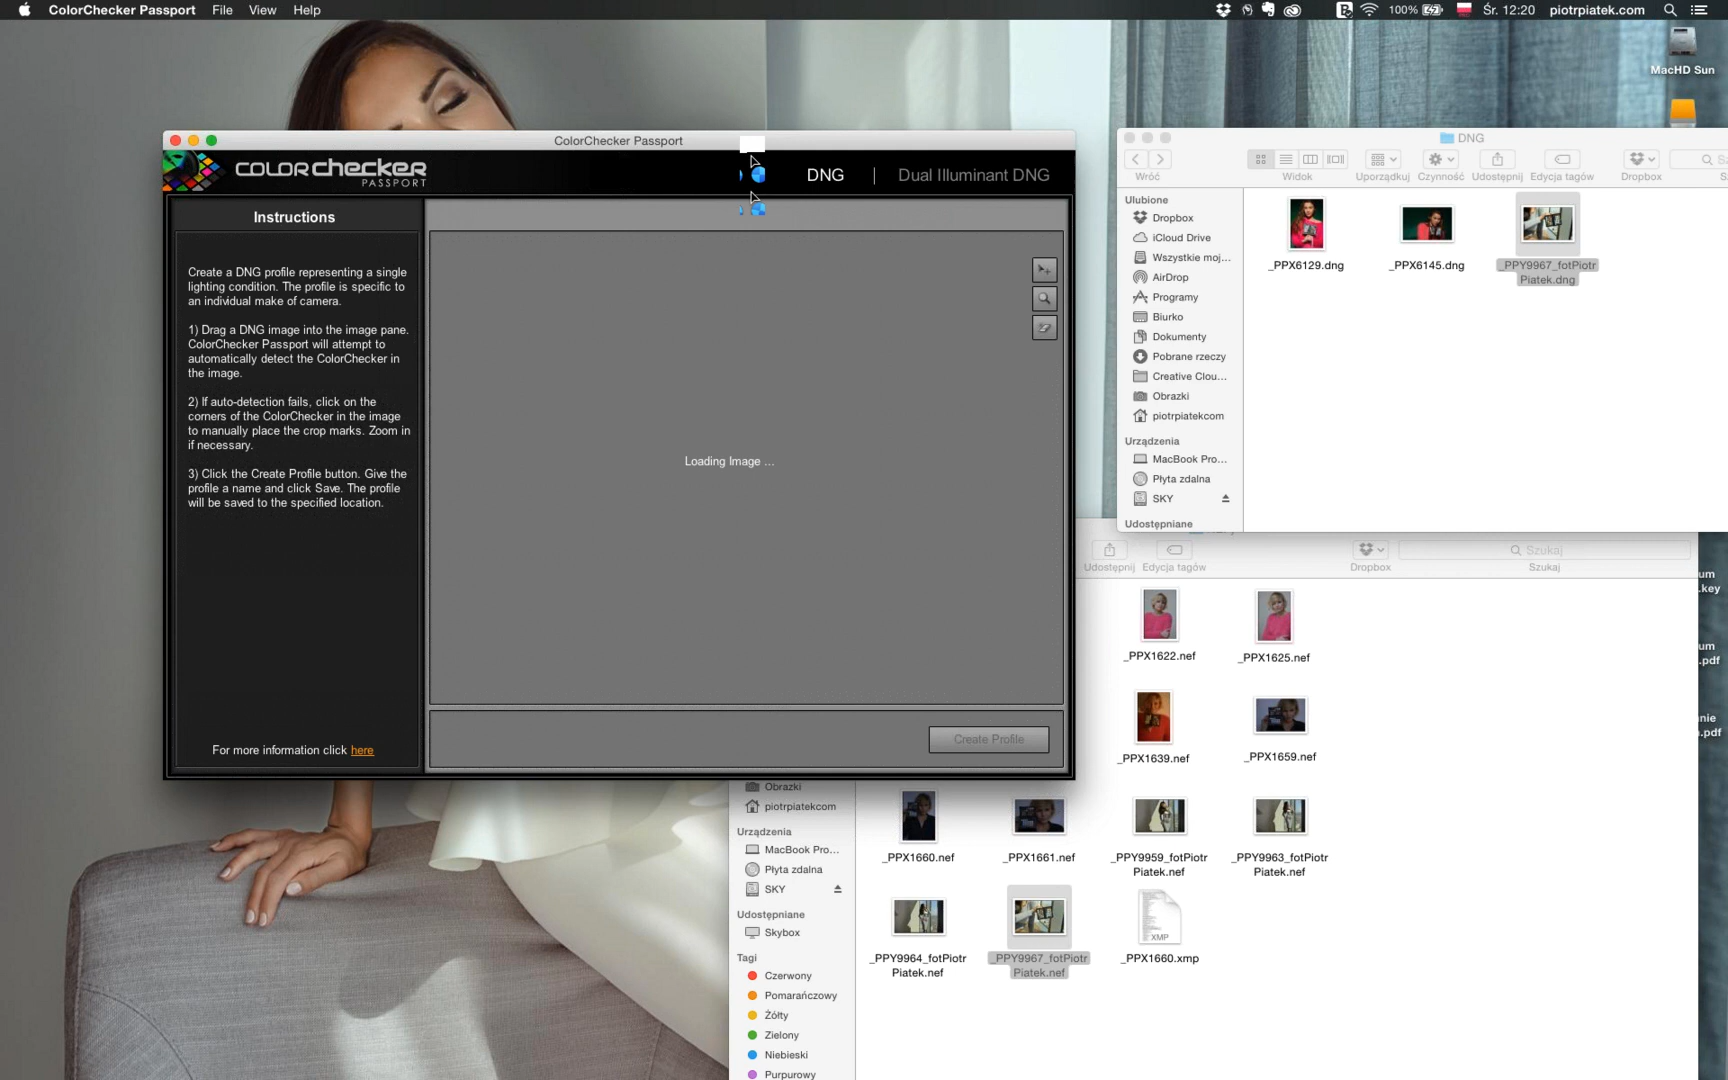 ColorChecker Passport File View Help
100% Śr. 12:20 piotrpiatek.com
MacHD Sun
ColorChecker Passport
COLORCHECKER
PASSPORT
DNG | Dual Illuminant DNG
Instructions
Create a DNG profile representing a single
lighting condition. The profile is specific to
an individual make of camera.
1) Drag a DNG image into the image pane.
ColorChecker Passport will attempt to
automatically detect the ColorChecker in
the image.
2) If auto-detection fails, click on the
corners of the ColorChecker in the image
to manually place the crop marks. Zoom in
if necessary.
3) Click the Create Profile button. Give the
profile a name and click Save. The profile
will be saved to the specified location.
For more information click here
Loading Image ...
Create Profile
DNG
Wróć Widok Uporządkuj Czynność Udostępnij Edycja tagów Dropbox
Ulubione
Dropbox
iCloud Drive
Wszystkie moj...
AirDrop
Programy
Biurko
Dokumenty
Pobrane rzeczy
Creative Clou...
Obrazki
piotrpiatekcom
Urządzenia
MacBook Pro...
Płyta zdalna
SKY
Udostępniane
_PPX6129.dng
_PPX6145.dng
_PPY9967_fotPiotr
Piatek.dng
Szukaj
Udostępnij Edycja tagów Dropbox Szukaj
_PPX1622.nef
_PPX1625.nef
_PPX1639.nef
_PPX1659.nef
Obrazki
piotrpiatekcom
Urządzenia
MacBook Pro...
Płyta zdalna
SKY
Udostępniane
Skybox
Tagi
Czerwony
Pomarańczowy
Żółty
Zielony
Niebieski
Purpurowy
_PPX1660.nef
_PPX1661.nef
_PPY9959_fotPiotr
Piatek.nef
_PPY9963_fotPiotr
Piatek.nef
_PPY9964_fotPiotr
Piatek.nef
_PPY9967_fotPiotr
Piatek.nef
XMP
_PPX1660.xmp
um
.key
um
.pdf
nie
.pdf